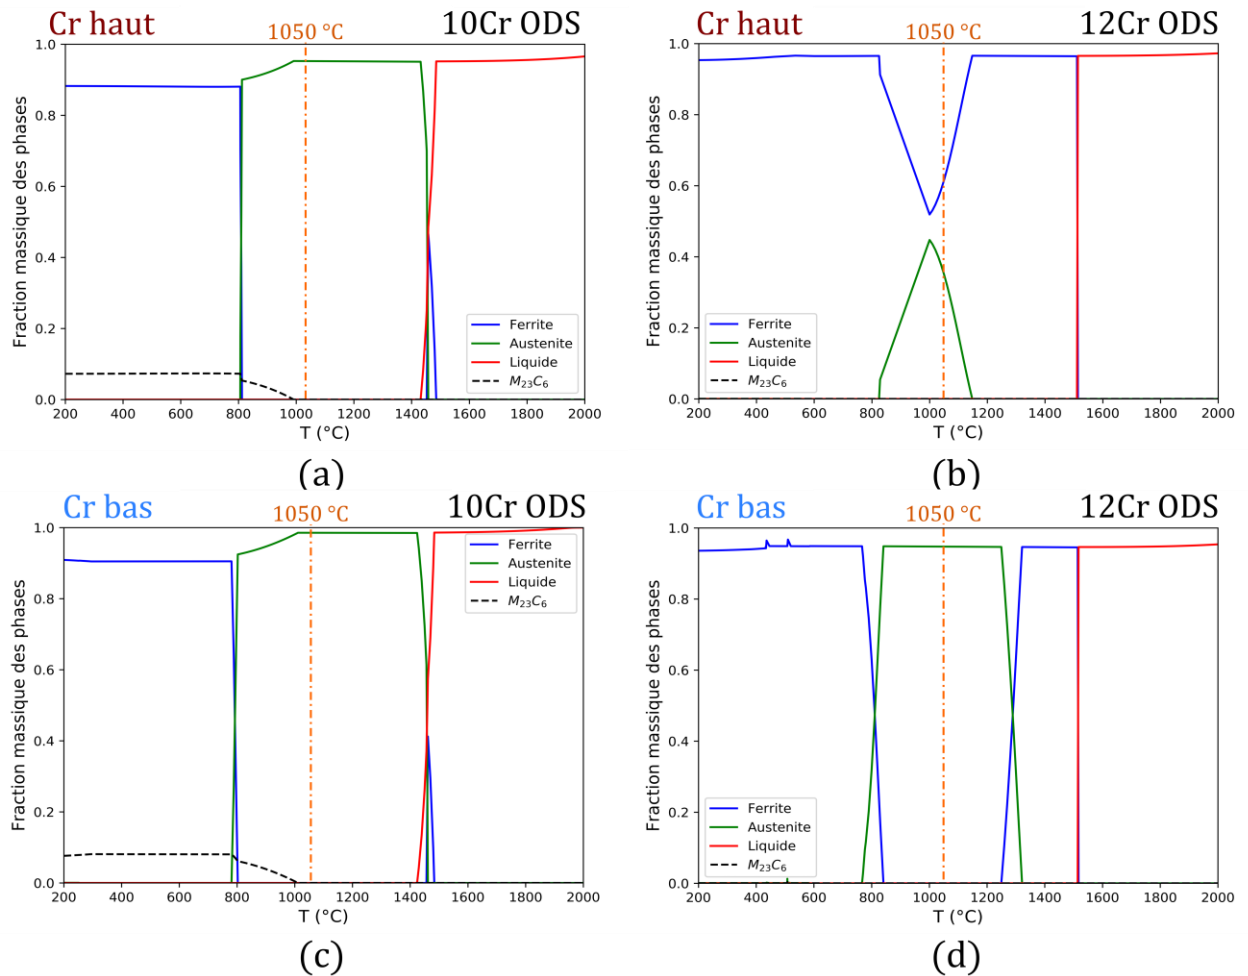 Cr haut 1050 °C 10Cr ODS
Fraction massique des phases
1.0
0.8
0.6
0.4
0.2
0.0
Ferrite
Austenite
Liquide
M₂₃C₆
200 400 600 800 1000 1200 1400 1600 1800 2000
T (°C)
(a)
Cr haut 1050 °C 12Cr ODS
Fraction massique des phases
1.0
0.8
0.6
0.4
0.2
0.0
Ferrite
Austenite
Liquide
M₂₃C₆
200 400 600 800 1000 1200 1400 1600 1800 2000
T (°C)
(b)
Cr bas 1050 °C 10Cr ODS
Fraction massique des phases
1.0
0.8
0.6
0.4
0.2
0.0
Ferrite
Austenite
Liquide
M₂₃C₆
200 400 600 800 1000 1200 1400 1600 1800 2000
T (°C)
(c)
Cr bas 1050 °C 12Cr ODS
Fraction massique des phases
1.0
0.8
0.6
0.4
0.2
0.0
Ferrite
Austenite
Liquide
M₂₃C₆
200 400 600 800 1000 1200 1400 1600 1800 2000
T (°C)
(d)